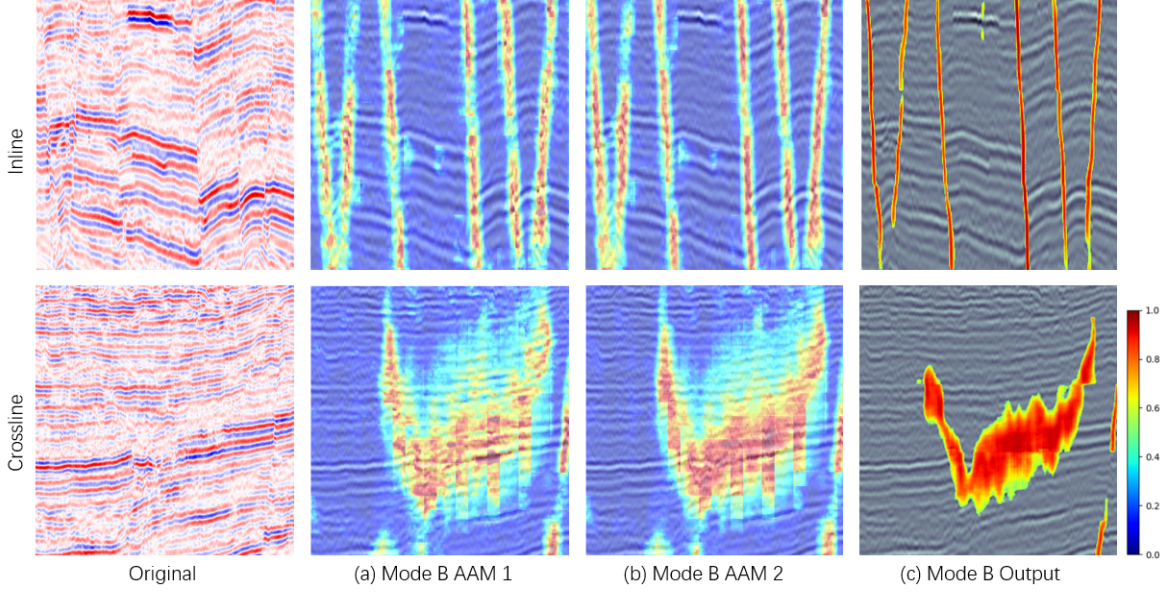 Inline
Crossline
1.0
0.8
0.6
0.4
0.2
0.0
Original
(a) Mode B AAM 1
(b) Mode B AAM 2
(c) Mode B Output